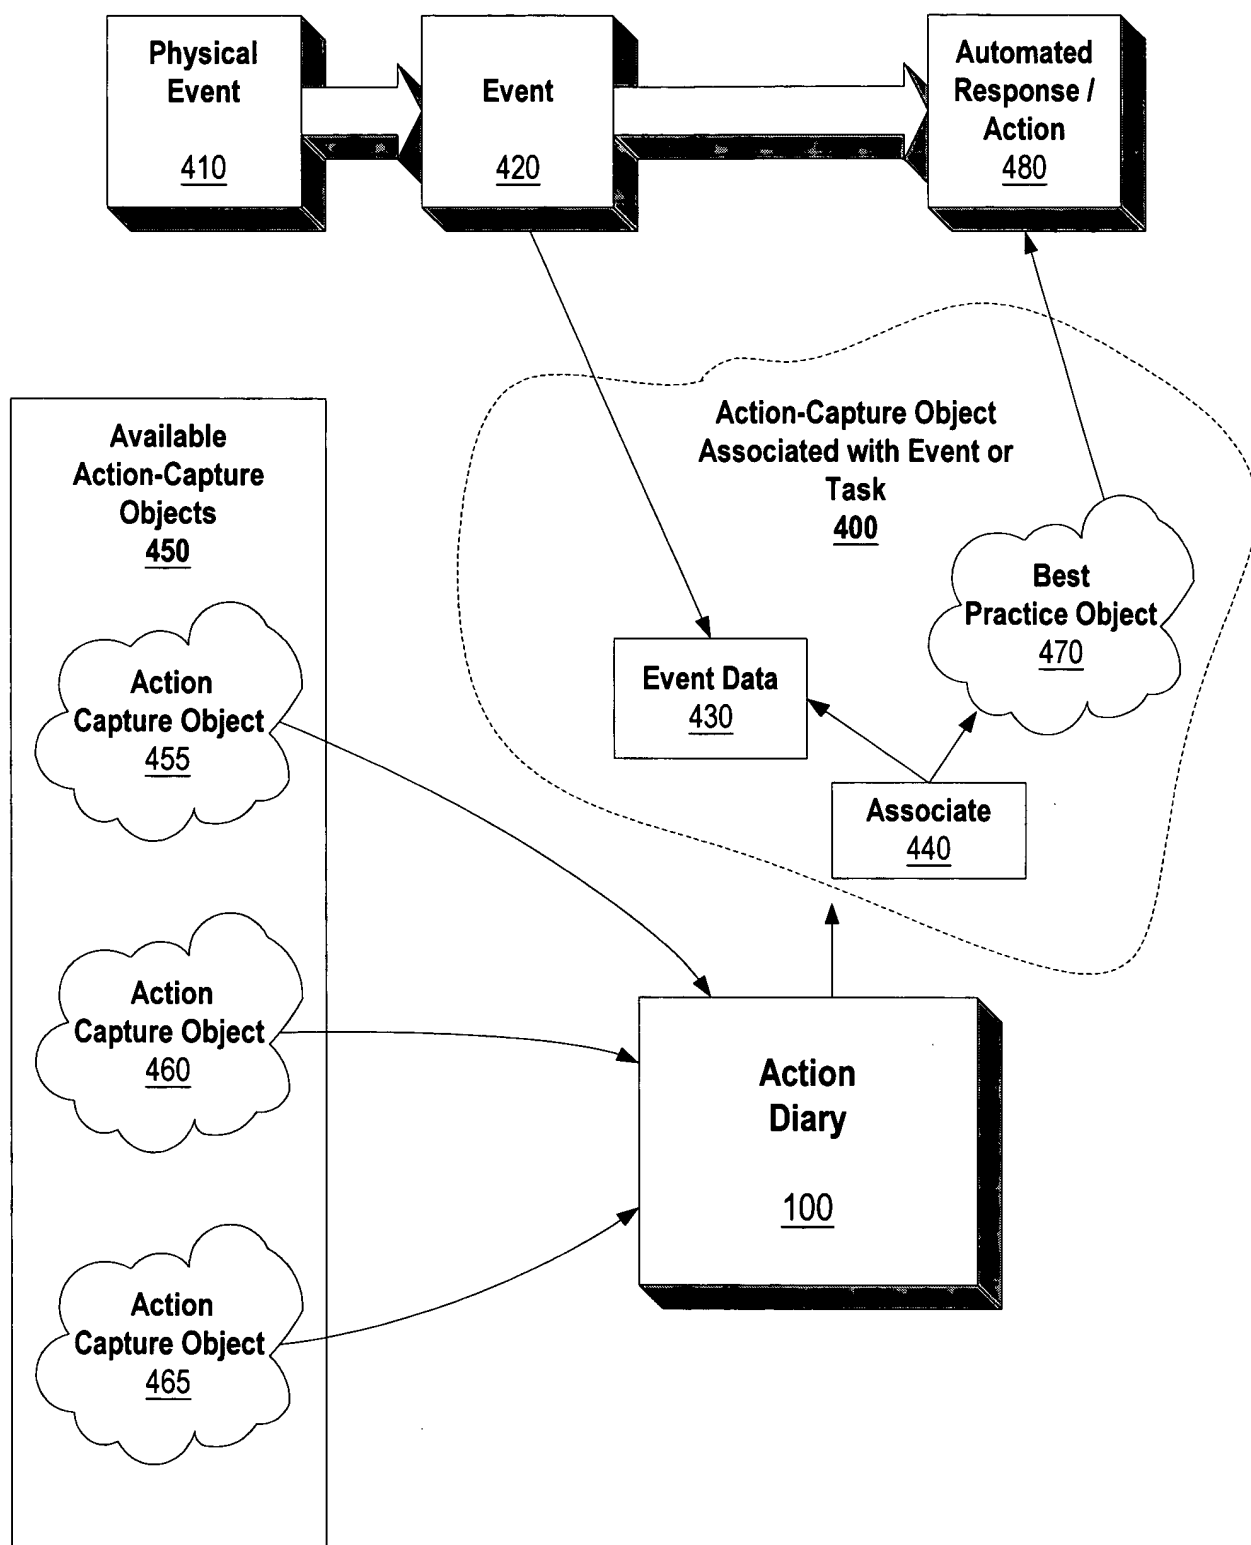 Physical
Event
410
Event
420
Automated
Response /
Action
480
Available
Action-Capture
Objects
450
Action-Capture Object
Associated with Event or
Task
400
Best
Practice Object
470
Event Data
430
Associate
440
Action
Capture Object
455
Action
Capture Object
460
Action
Capture Object
465
Action
Diary
100